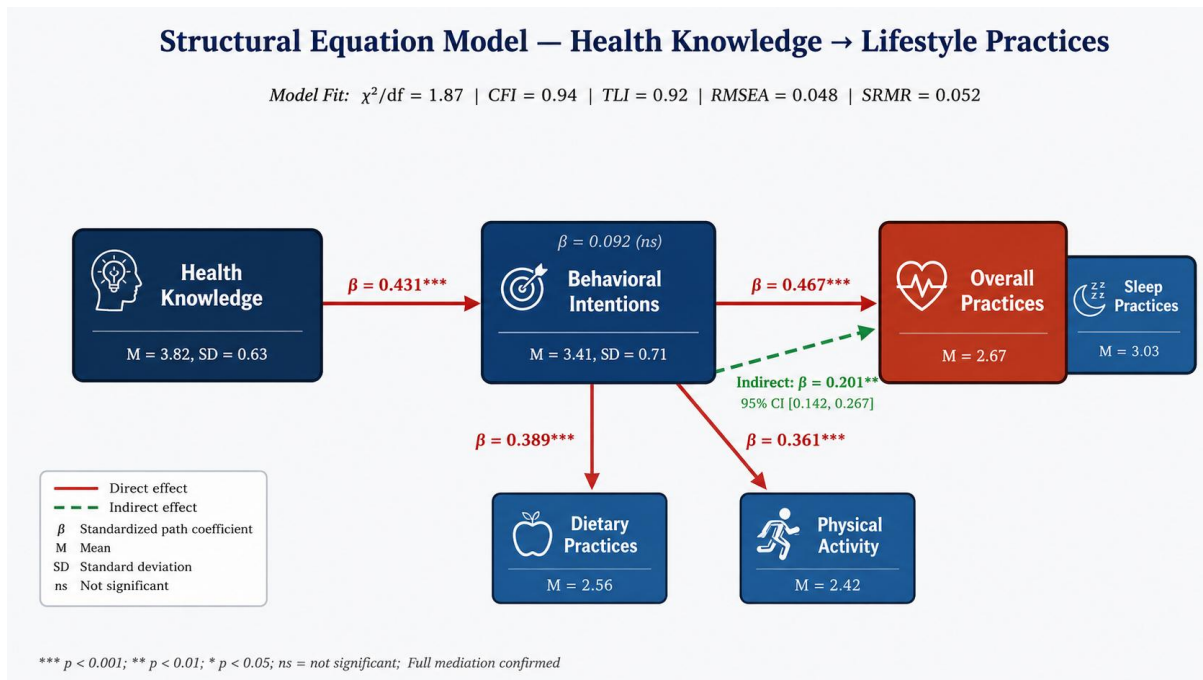 Structural Equation Model — Health Knowledge → Lifestyle Practices
Model Fit: χ²/df = 1.87 | CFI = 0.94 | TLI = 0.92 | RMSEA = 0.048 | SRMR = 0.052
Health
Knowledge
M = 3.82, SD = 0.63
β = 0.431***
β = 0.092 (ns)
Behavioral
Intentions
M = 3.41, SD = 0.71
β = 0.467***
Indirect: β = 0.201**
95% CI [0.142, 0.267]
Overall
Practices
M = 2.67
z z
z z
Sleep
Practices
M = 3.03
β = 0.389***
β = 0.361***
Dietary
Practices
M = 2.56
Physical
Activity
M = 2.42
Direct effect
Indirect effect
β Standardized path coefficient
M Mean
SD Standard deviation
ns Not significant
*** p < 0.001; ** p < 0.01; * p < 0.05; ns = not significant; Full mediation confirmed